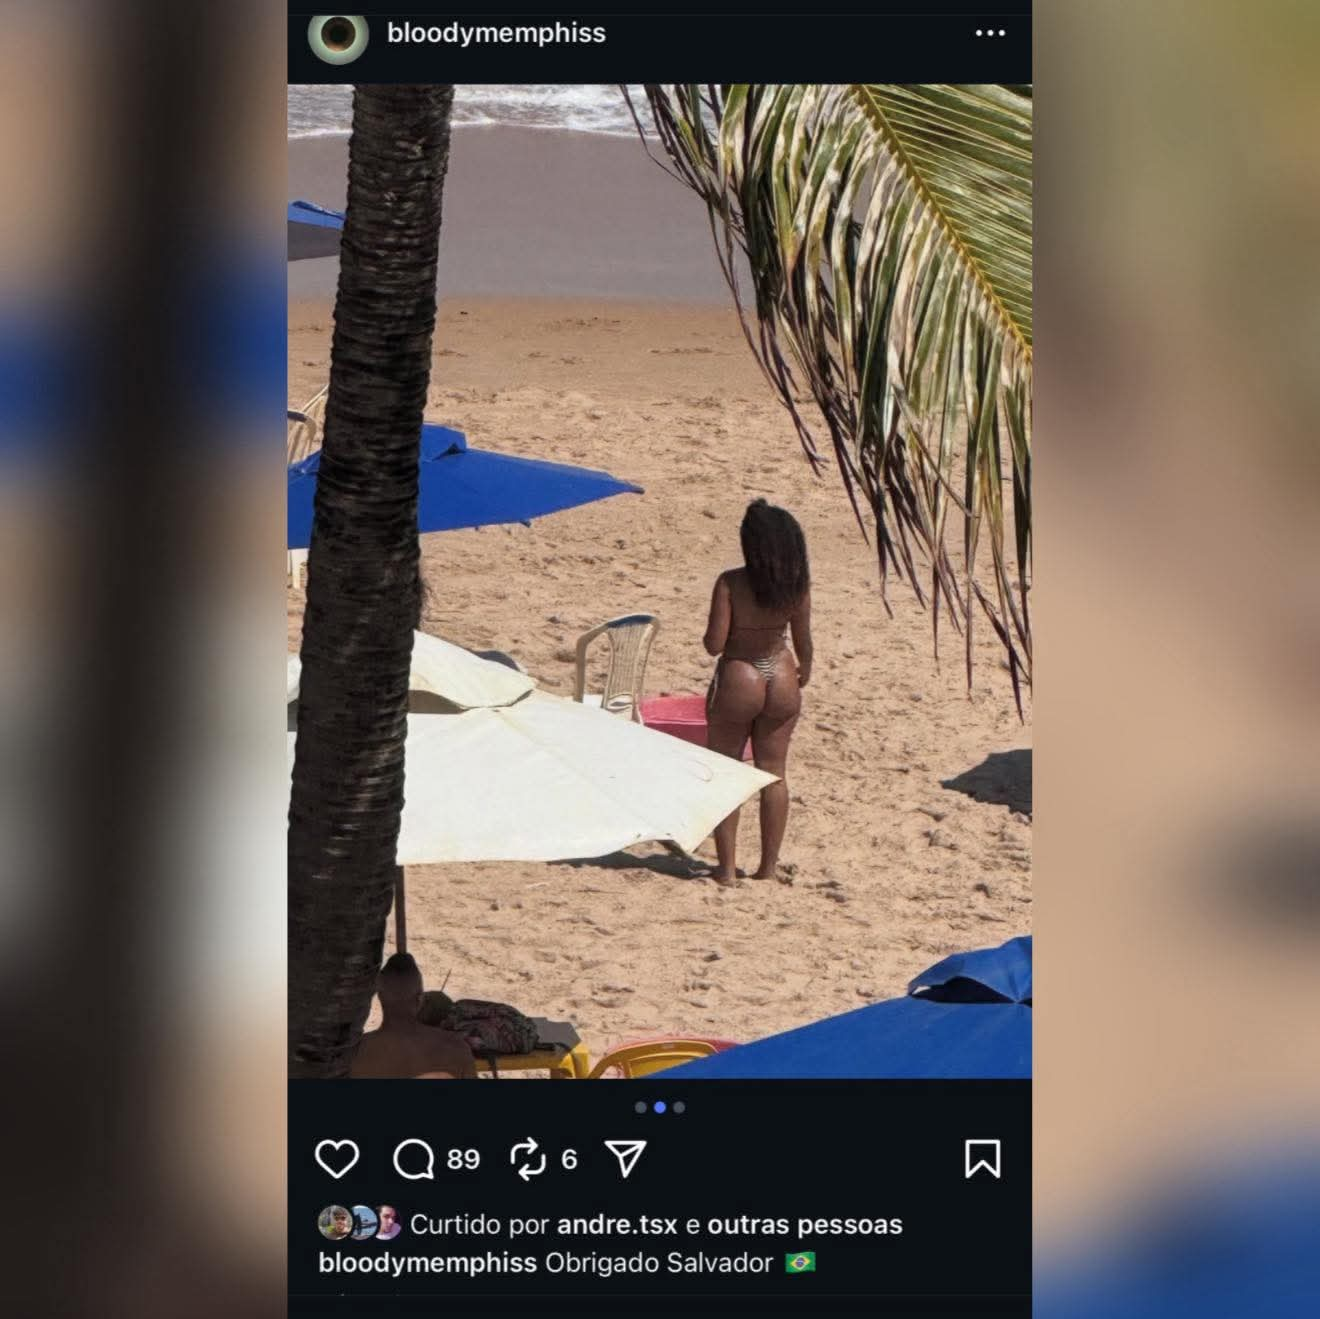 bloodymemphiss
89 6
Curtido por andre.tsx e outras pessoas
bloodymemphiss Obrigado Salvador 🇧🇷